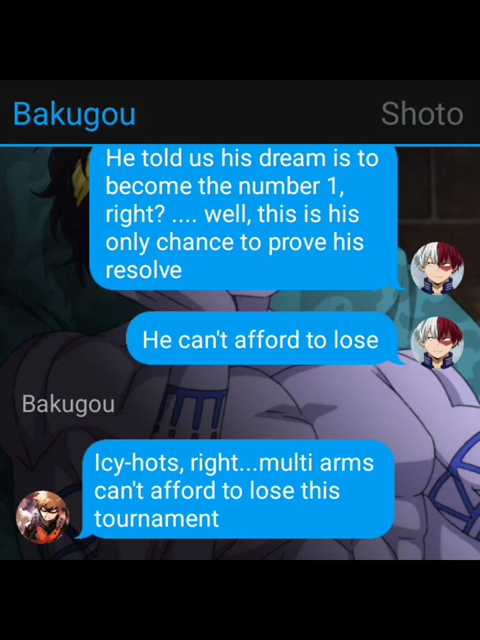 Bakugou
Shoto
He told us his dream is to
become the number 1,
right? .... well, this is his
only chance to prove his
resolve
He can't afford to lose
Bakugou
Icy-hots, right...multi arms
can't afford to lose this
tournament